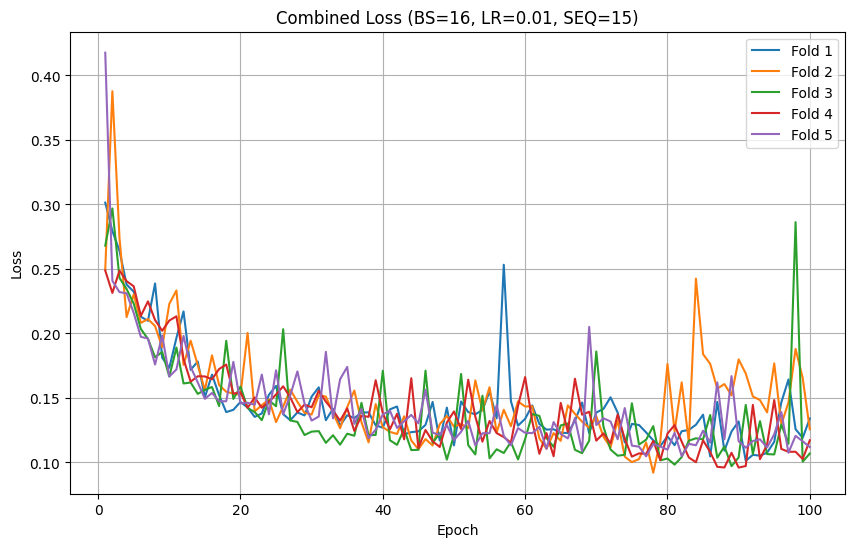 Combined Loss (BS=16, LR=0.01, SEQ=15)
Fold 1
Fold 2
Fold 3
Fold 4
Fold 5
Loss
0.40
0.35
0.30
0.25
0.20
0.15
0.10
0
20
40
60
80
100
Epoch